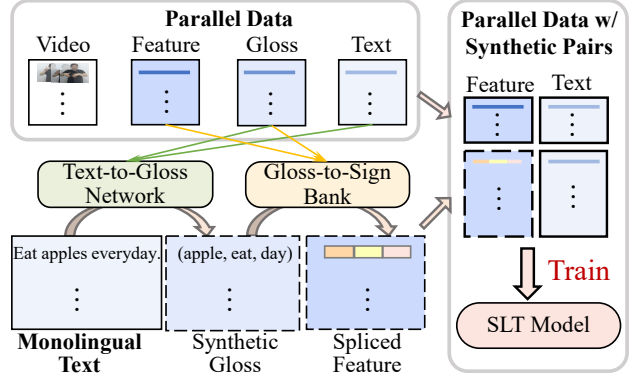 Parallel Data
Video
Feature
Gloss
Text
Parallel Data w/
Synthetic Pairs
Feature
Text
Text-to-Gloss
Network
Gloss-to-Sign
Bank
Eat apples everyday.
(apple, eat, day)
Monolingual
Text
Synthetic
Gloss
Spliced
Feature
Train
SLT Model